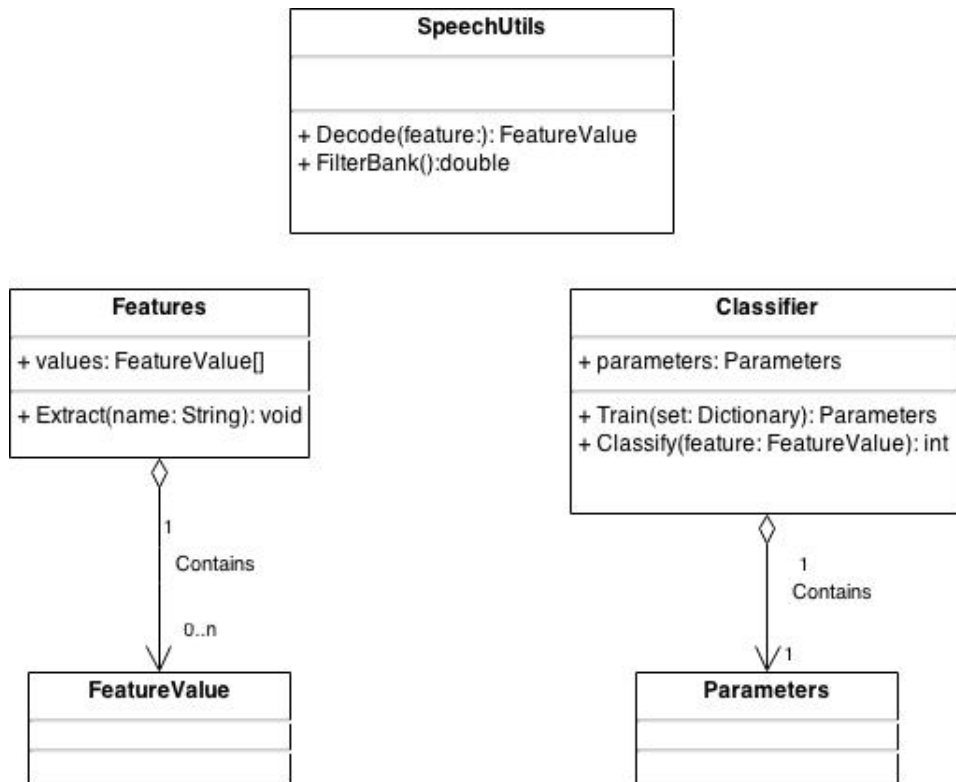 SpeechUtils
+ Decode(feature:): FeatureValue
+ FilterBank():double
Features
+ values: FeatureValue[]
+ Extract(name: String): void
Classifier
+ parameters: Parameters
+ Train(set: Dictionary): Parameters
+ Classify(feature: FeatureValue): int
1
Contains
0..n
1
Contains
1
FeatureValue
Parameters